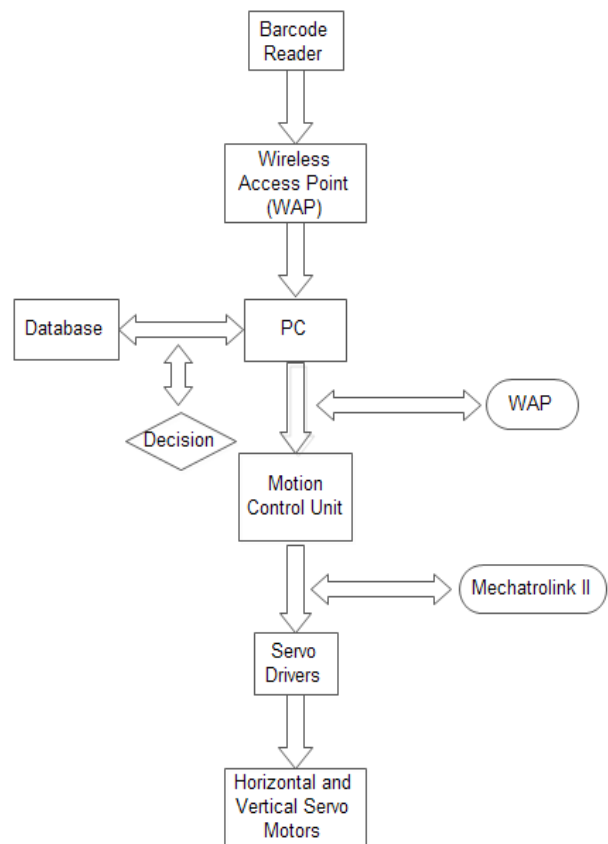 Barcode
Reader
Wireless
Access Point
(WAP)
Database
PC
WAP
Decision
Motion
Control Unit
Mechatrolink II
Servo
Drivers
Horizontal and
Vertical Servo
Motors